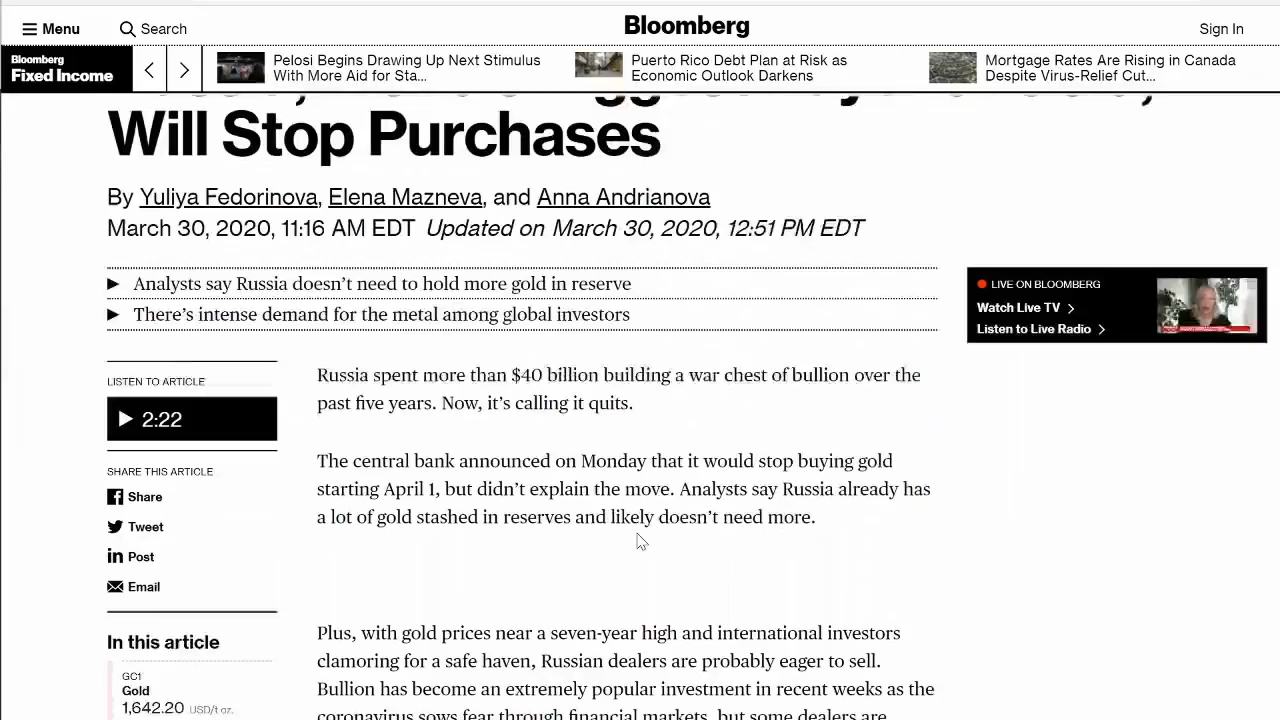 Menu
Search
Bloomberg
Sign In
Bloomberg
Fixed Income
Pelosi Begins Drawing Up Next Stimulus
With More Aid for Sta...
Puerto Rico Debt Plan at Risk as
Economic Outlook Darkens
Mortgage Rates Are Rising in Canada
Despite Virus-Relief Cut...
Will Stop Purchases
By Yuliya Fedorinova, Elena Mazneva, and Anna Andrianova
March 30, 2020, 11:16 AM EDT Updated on March 30, 2020, 12:51 PM EDT
Analysts say Russia doesn’t need to hold more gold in reserve
There’s intense demand for the metal among global investors
LIVE ON BLOOMBERG
Watch Live TV
Listen to Live Radio
LISTEN TO ARTICLE
2:22
SHARE THIS ARTICLE
Share
Tweet
Post
Email
In this article
GC1
Gold
1,642.20 USD/t oz.
Russia spent more than $40 billion building a war chest of bullion over the
past five years. Now, it’s calling it quits.
The central bank announced on Monday that it would stop buying gold
starting April 1, but didn’t explain the move. Analysts say Russia already has
a lot of gold stashed in reserves and likely doesn’t need more.
Plus, with gold prices near a seven-year high and international investors
clamoring for a safe haven, Russian dealers are probably eager to sell.
Bullion has become an extremely popular investment in recent weeks as the
coronavirus sows fear through financial markets, but some dealers are